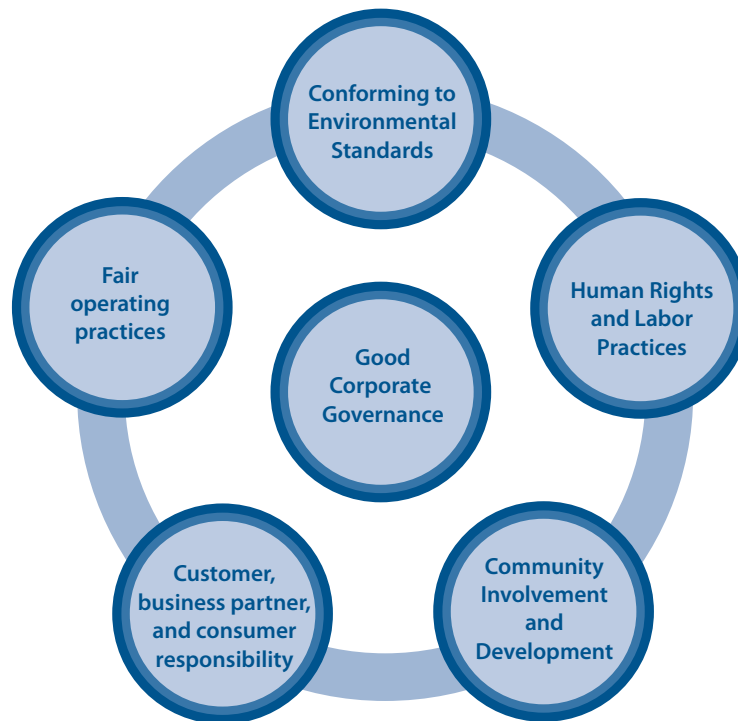 Conforming to
Environmental
Standards
Fair
operating
practices
Human Rights
and Labor
Practices
Good
Corporate
Governance
Customer,
business partner,
and consumer
responsibility
Community
Involvement
and
Development